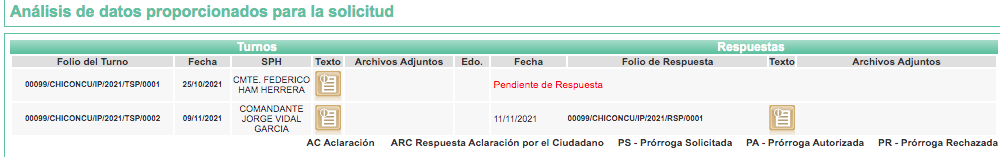 Análisis de datos proporcionados para la solicitud
Turnos Respuestas
Folio del Turno Fecha SPH Texto Archivos Adjuntos Edo. Fecha Folio de Respuesta Texto Archivos Adjuntos
00099/CHICONCU/IP/2021/TSP/0001 25/10/2021 CMTE. FEDERICO HAM HERRERA Pendiente de Respuesta
00099/CHICONCU/IP/2021/TSP/0002 09/11/2021 COMANDANTE JORGE VIDAL GARCIA 11/11/2021 00099/CHICONCU/IP/2021/RSP/0001
AC Aclaración ARC Respuesta Aclaración por el Ciudadano PS - Prórroga Solicitada PA - Prórroga Autorizada PR - Prórroga Rechazada